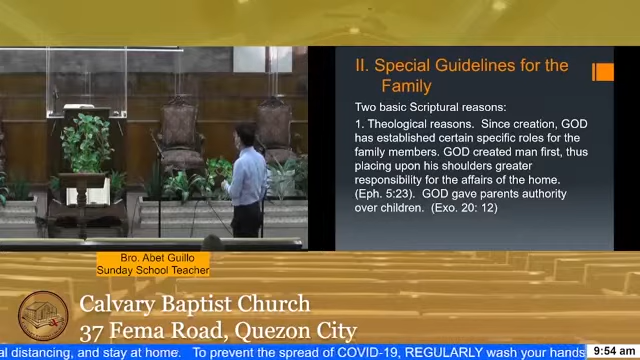 II. Special Guidelines for the
Family
Two basic Scriptural reasons:
1. Theological reasons. Since creation, GOD
has established certain specific roles for the
family members. GOD created man first, thus
placing upon his shoulders greater
responsibility for the affairs of the home.
(Eph. 5:23). GOD gave parents authority
over children. (Exo. 20: 12)
Bro. Abet Guillo
Sunday School Teacher
Calvary Baptist Church
37 Fema Road, Quezon City
al distancing, and stay at home. To prevent the spread of COVID-19, REGULARLY wash your hands
9:54 am